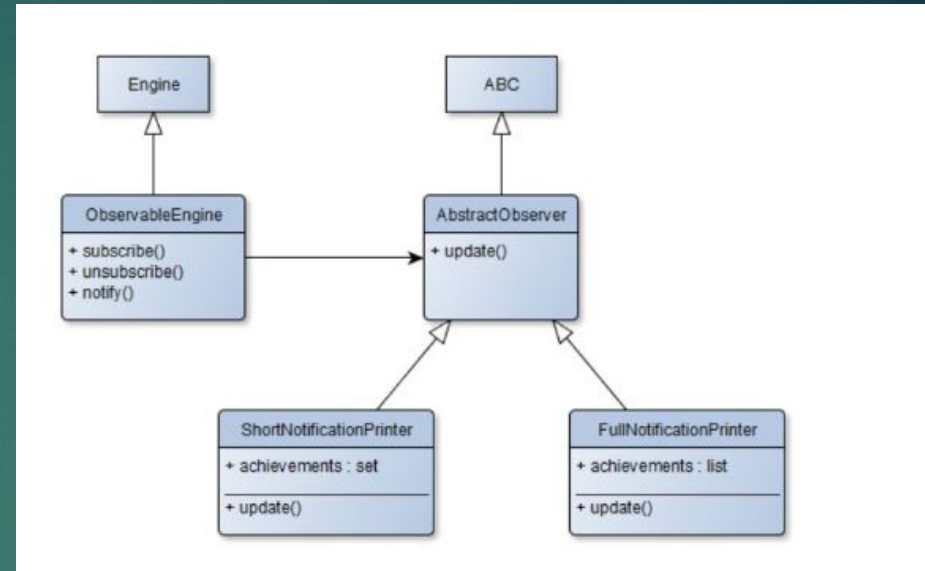 Engine
ABC
ObservableEngine
+ subscribe()
+ unsubscribe()
+ notify()
AbstractObserver
+ update()
ShortNotificationPrinter
+ achievements : set
+ update()
FullNotificationPrinter
+ achievements : list
+ update()